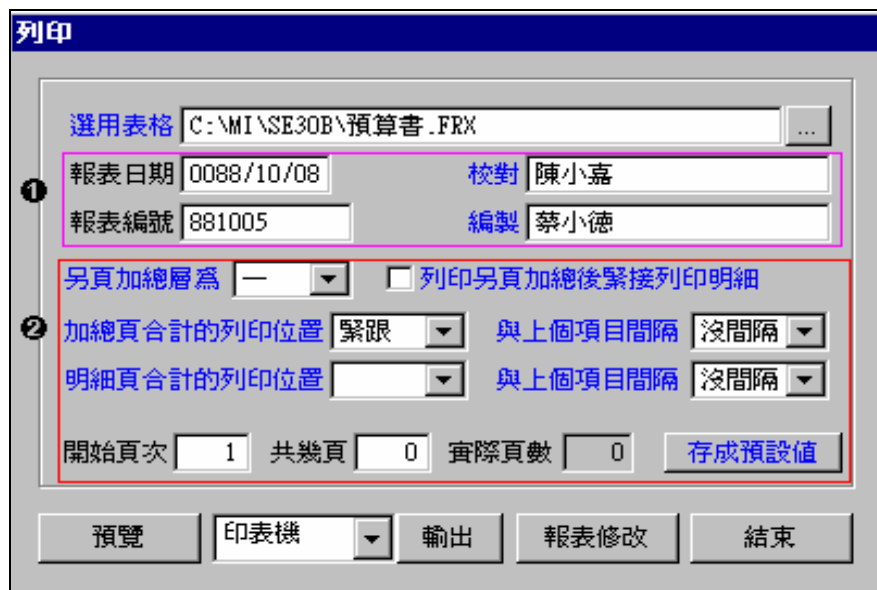 列印
選用表格 C:\MI\SE30B\預算書.FRX ...
❶ 報表日期 0088/10/08 校對 陳小嘉
報表編號 881005 編製 蔡小德
另頁加總層爲 一 列印另頁加總後緊接列印明細
❷ 加總頁合計的列印位置 緊跟 與上個項目間隔 沒間隔
明細頁合計的列印位置 與上個項目間隔 沒間隔
開始頁次 1 共幾頁 0 實際頁數 0 存成預設值
預覽 印表機 輸出 報表修改 結束